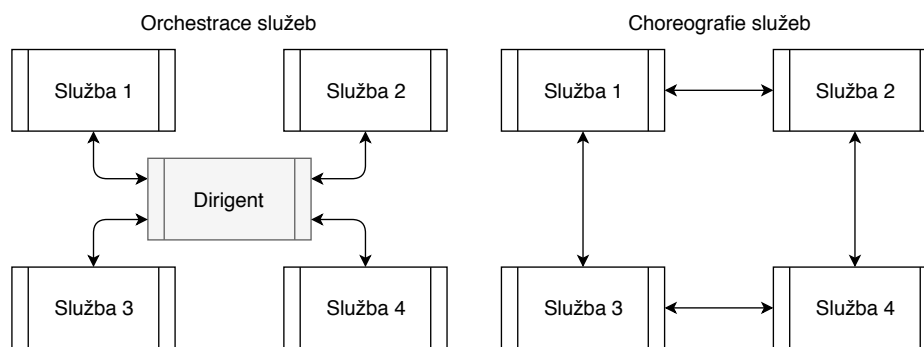 Orchestrace služeb
Choreografie služeb
Služba 1
Služba 2
Dirigent
Služba 3
Služba 4
Služba 1
Služba 2
Služba 3
Služba 4